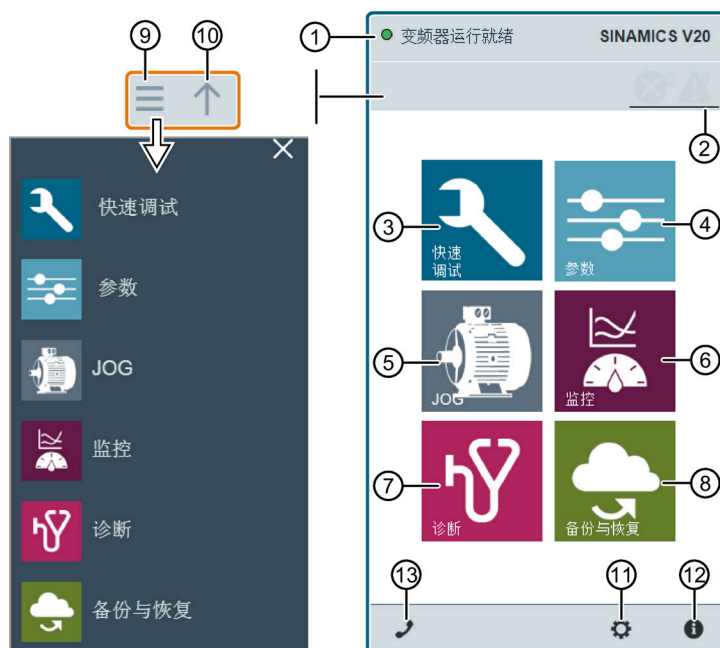 ⑨ ⑩ ① 变频器运行就绪 SINAMICS V20
②
快速调试
参数
JOG
监控
诊断
备份与恢复
③ 快速
调试
④ 参数
⑤ JOG
⑥ 监控
⑦ 诊断
⑧ 备份与恢复
⑬ ⑪ ⑫